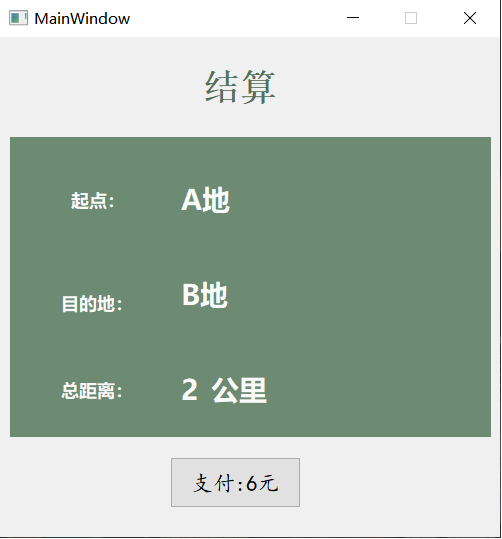 MainWindow
结算
起点： A地
目的地： B地
总距离： 2 公里
支付:6元